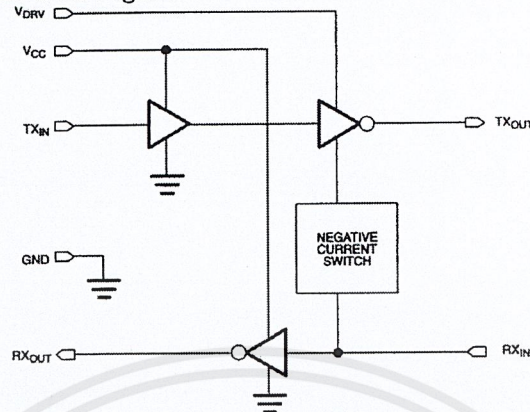 VDRV
VCC
TXIN
TXOUT
NEGATIVE
CURRENT
SWITCH
GND
RXOUT
RXIN